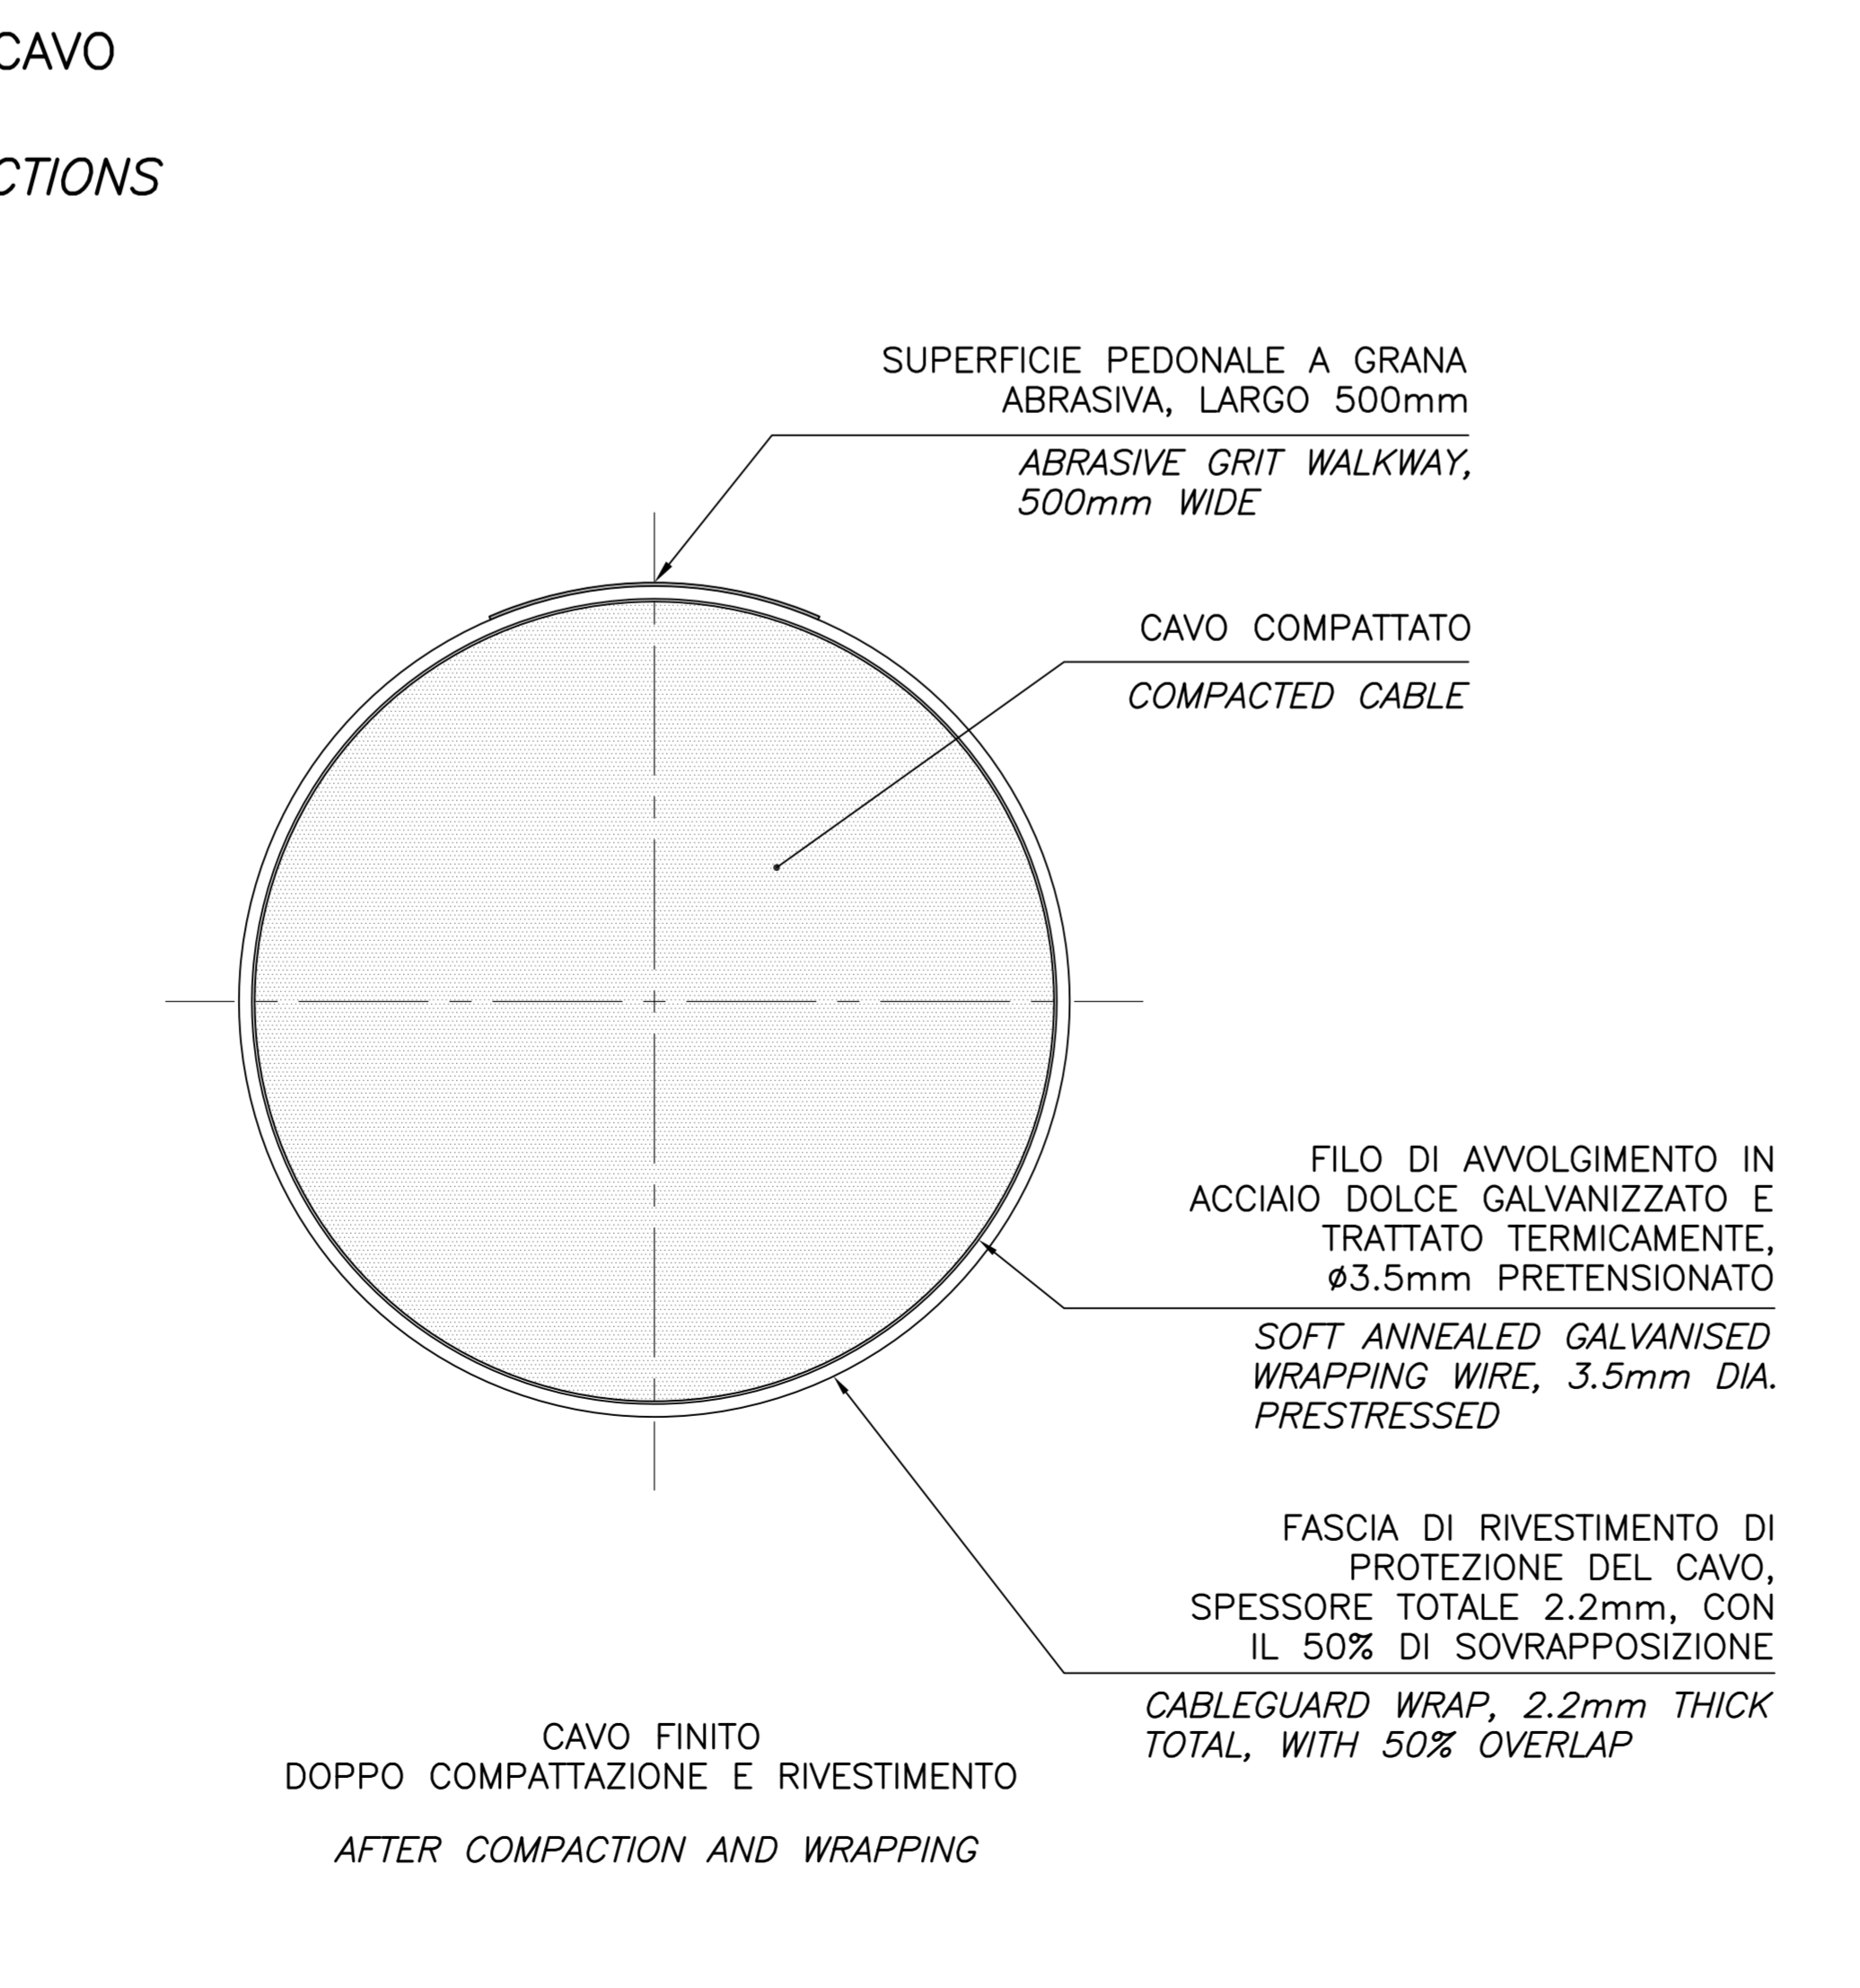 CAVO
CTIONS
SUPERFICIE PEDONALE A GRANA
ABRASIVA, LARGO 500mm
ABRASIVE GRIT WALKWAY,
500mm WIDE
CAVO COMPATTATO
COMPACTED CABLE
FILO DI AVVOLGIMENTO IN
ACCIAIO DOLCE GALVANIZZATO E
TRATTATO TERMICAMENTE,
ø3.5mm PRETENSIONATO
SOFT ANNEALED GALVANISED
WRAPPING WIRE, 3.5mm DIA.
PRESTRESSED
FASCIA DI RIVESTIMENTO DI
PROTEZIONE DEL CAVO,
SPESSORE TOTALE 2.2mm, CON
IL 50% DI SOVRAPPOSIZIONE
CABLEGUARD WRAP, 2.2mm THICK
TOTAL, WITH 50% OVERLAP
CAVO FINITO
DOPPO COMPATTAZIONE E RIVESTIMENTO
AFTER COMPACTION AND WRAPPING